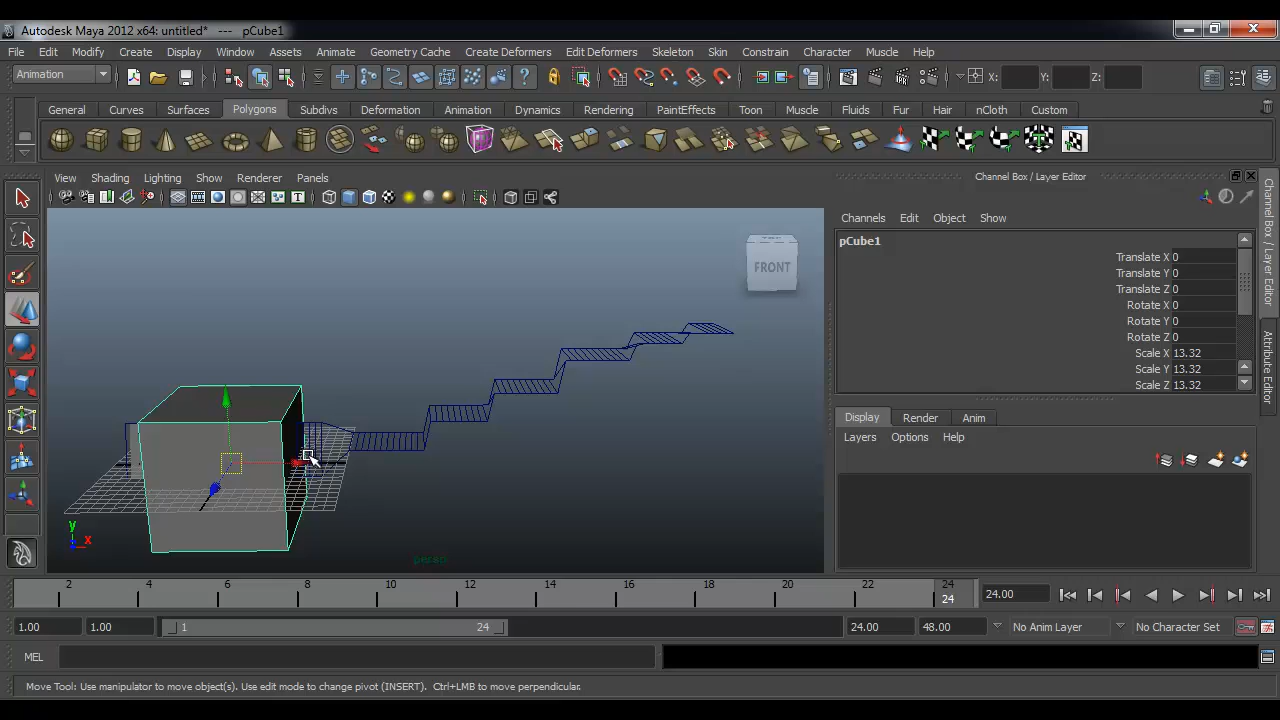 Autodesk Maya 2012 x64: untitled* --- pCube1
File Edit Modify Create Display Window Assets Animate Geometry Cache Create Deformers Edit Deformers Skeleton Skin Constrain Character Muscle Help
Animation X: Y: Z:
General Curves Surfaces Polygons Subdivs Deformation Animation Dynamics Rendering PaintEffects Toon Muscle Fluids Fur Hair nCloth Custom
View Shading Lighting Show Renderer Panels
Channel Box / Layer Editor
Channels Edit Object Show
pCube1
Translate X 0
Translate Y 0
Translate Z 0
Rotate X 0
Rotate Y 0
Rotate Z 0
Scale X 13.32
Scale Y 13.32
Scale Z 13.32
FRONT
y
x
persp
Display Render Anim
Layers Options Help
Channel Box / Layer Editor
Attribute Editor
2 4 6 8 10 12 14 16 18 20 22 24
24
24.00
1.00 1.00 1 24 24.00 48.00 No Anim Layer No Character Set
MEL
Move Tool: Use manipulator to move object(s). Use edit mode to change pivot (INSERT). Ctrl+LMB to move perpendicular.